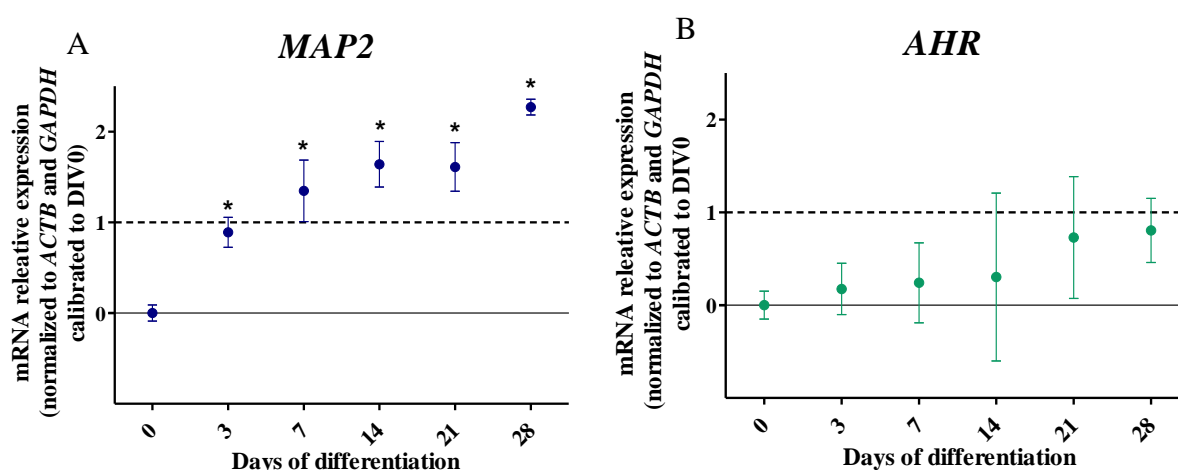 A
MAP2
mRNA releative expression
(normalized to ACTB and GAPDH
calibrated to DIV0)
2
1
0
* * * * *
0 3 7 14 21 28
Days of differentiation
B
AHR
mRNA releative expression
(normalized to ACTB and GAPDH
calibrated to DIV0
2
1
0
0 3 7 14 21 28
Days of differentiation